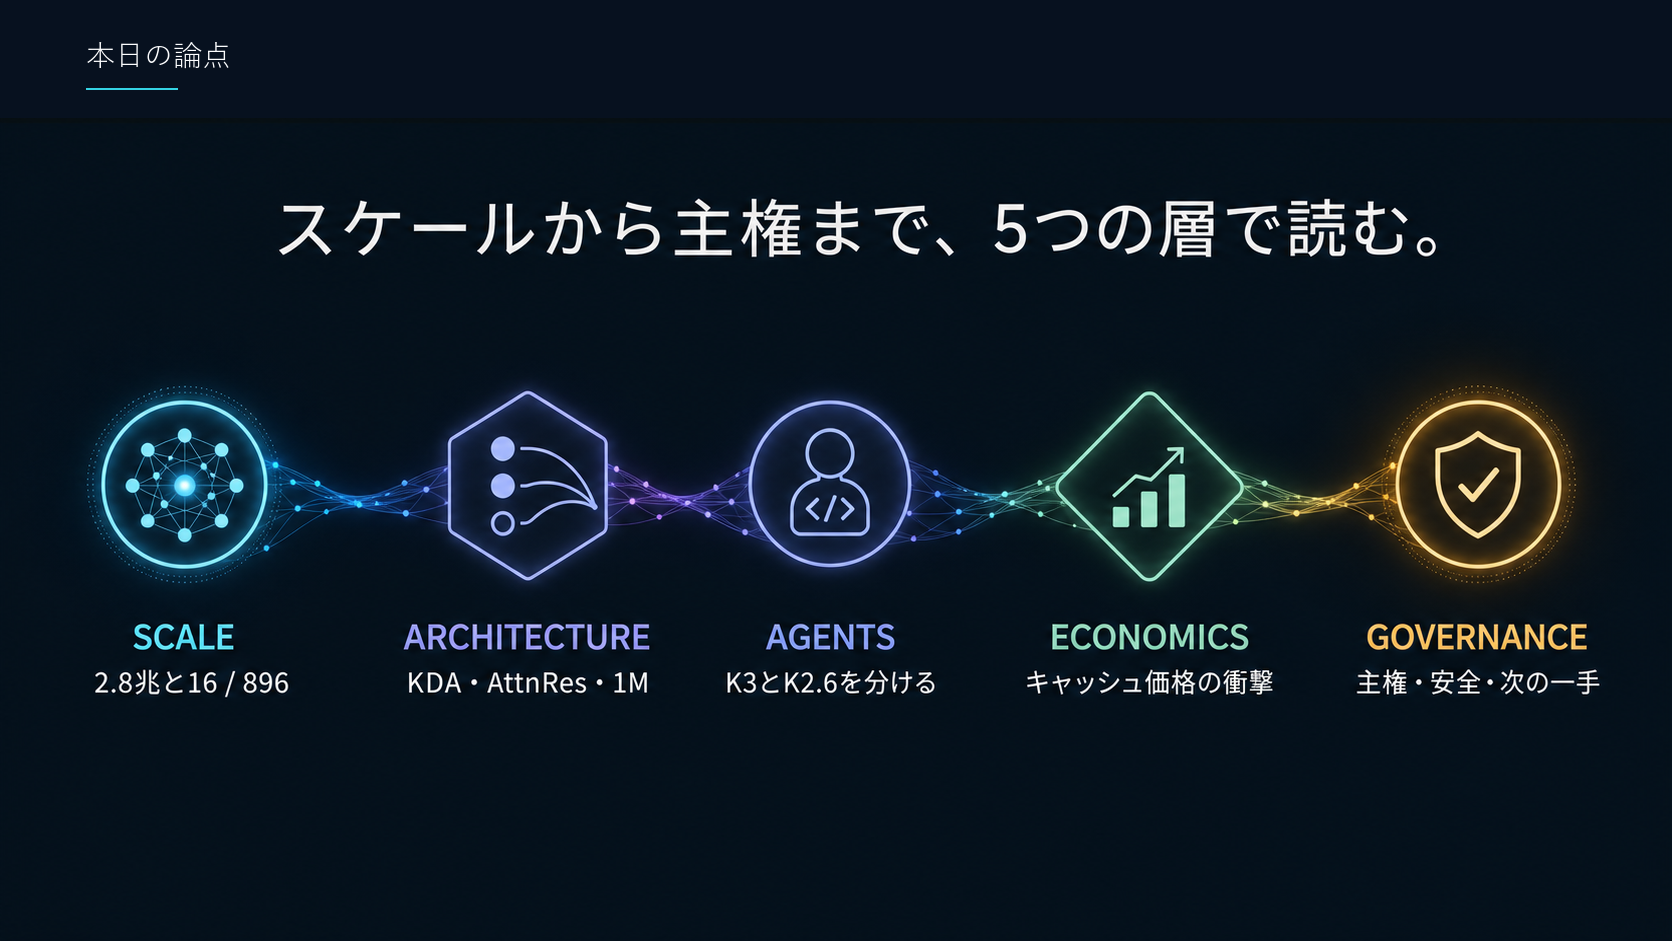 本日の論点
スケールから主権まで、5つの層で読む。
</>
SCALE
2.8兆と16 / 896
ARCHITECTURE
KDA・AttnRes・1M
AGENTS
K3とK2.6を分ける
ECONOMICS
キャッシュ価格の衝撃
GOVERNANCE
主権・安全・次の一手